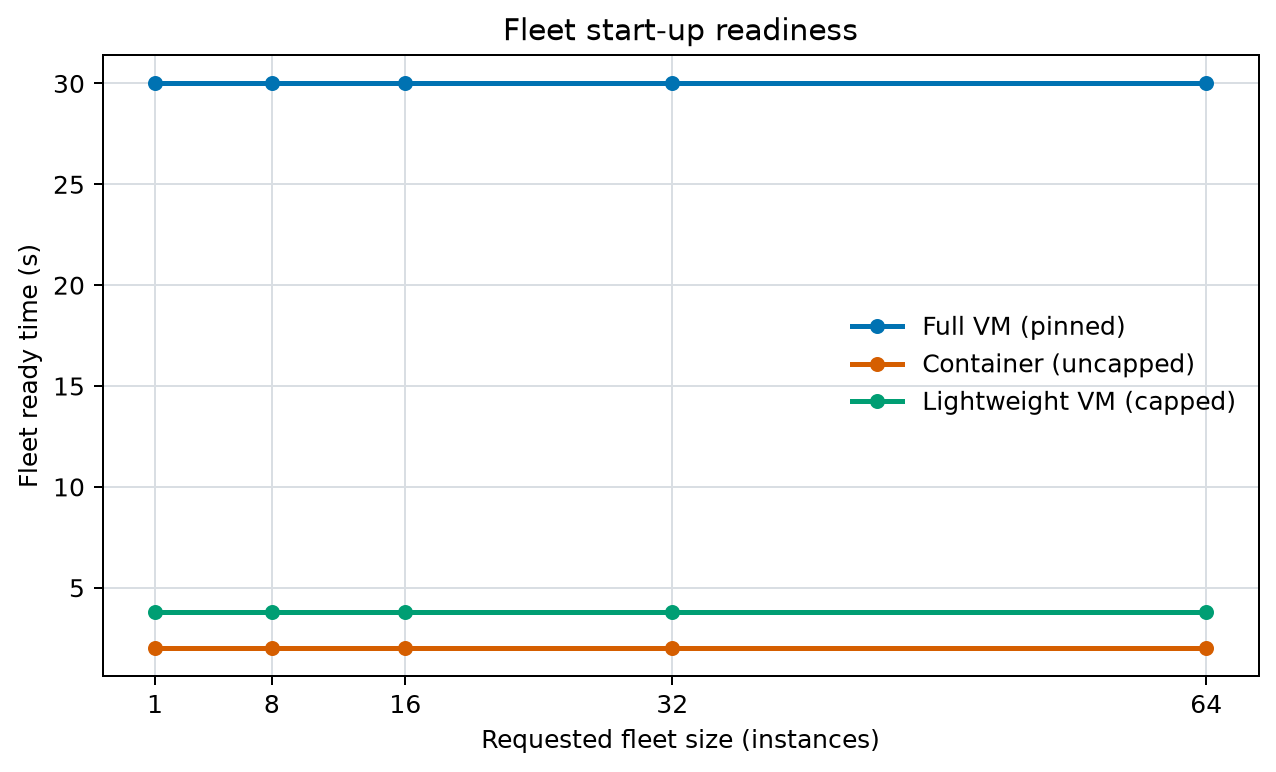 Fleet start-up readiness
Fleet ready time (s)
30
25
20
15
10
5
Full VM (pinned)
Container (uncapped)
Lightweight VM (capped)
1 8 16 32 64
Requested fleet size (instances)